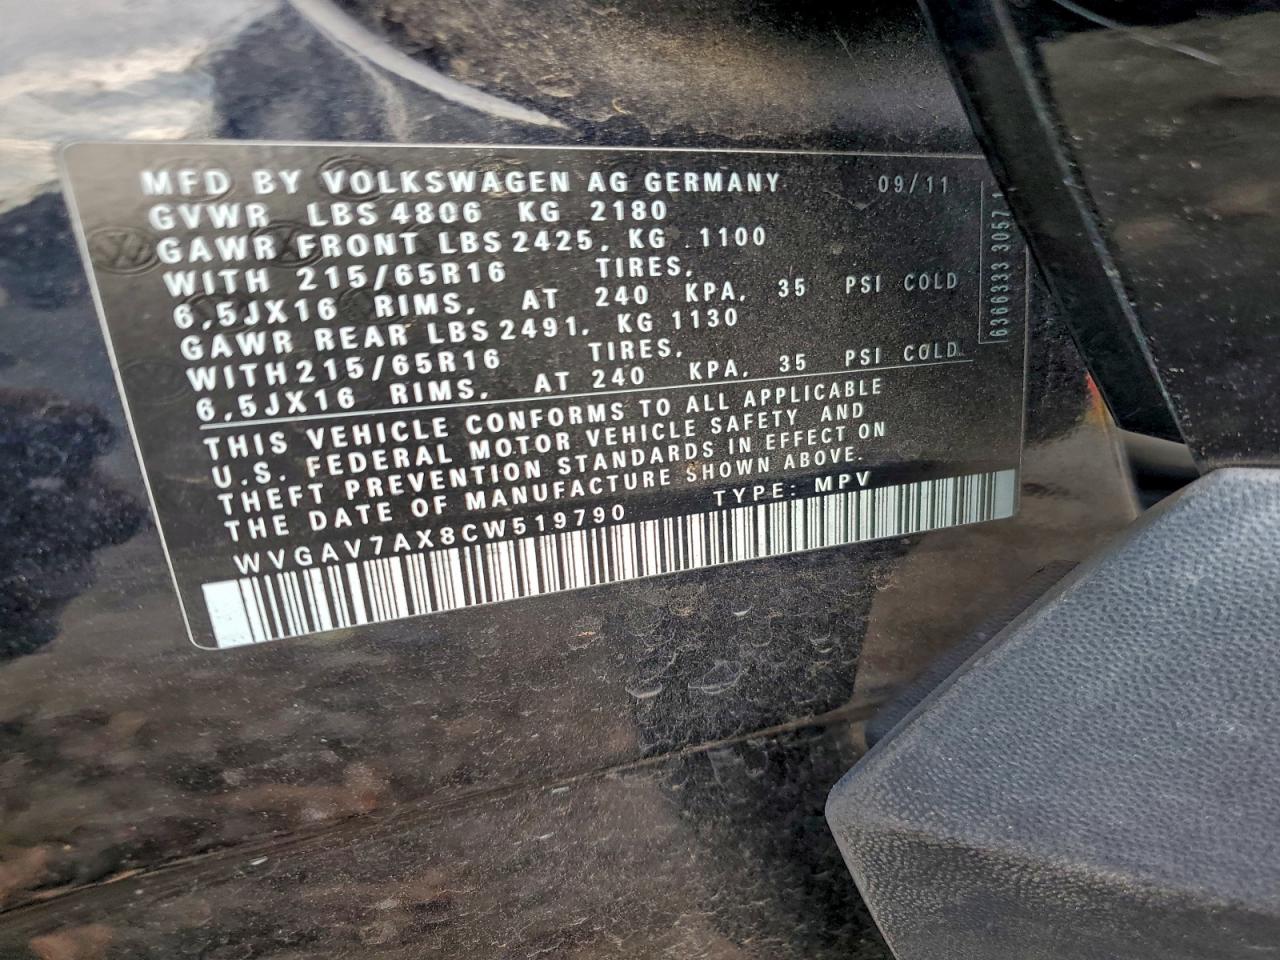 MFD BY VOLKSWAGEN AG GERMANY 09/11
GVWR LBS 4806 KG 2180
GAWR FRONT LBS 2425. KG .1100
WITH 215/65R16 TIRES.
6,5JX16 RIMS. AT 240 KPA. 35 PSI COLD
GAWR REAR LBS 2491. KG 1130
WITH 215/65R16 TIRES.
6,5JX16 RIMS. AT 240 KPA. 35 PSI COLD.
THIS VEHICLE CONFORMS TO ALL APPLICABLE
U.S. FEDERAL MOTOR VEHICLE SAFETY AND
THEFT PREVENTION STANDARDS IN EFFECT ON
THE DATE OF MANUFACTURE SHOWN ABOVE.
WVGAV7AX8CW519790 TYPE: MPV
6366333 3057